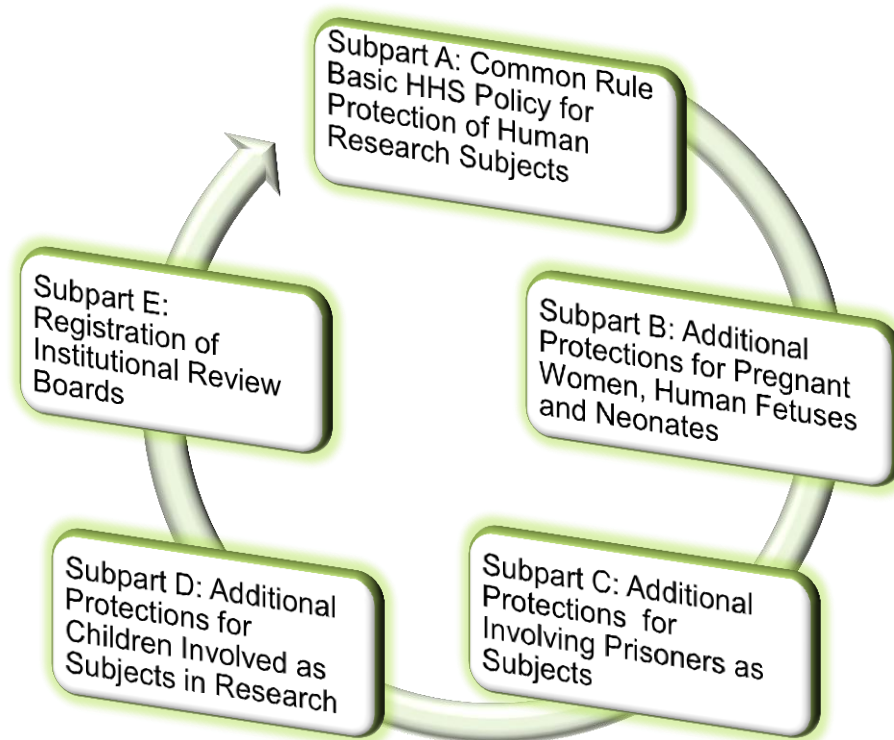 Subpart A: Common Rule
Basic HHS Policy for
Protection of Human
Research Subjects
Subpart B: Additional
Protections for Pregnant
Women, Human Fetuses
and Neonates
Subpart C: Additional
Protections  for
Involving Prisoners as
Subjects
Subpart D: Additional
Protections for
Children Involved as
Subjects in Research
Subpart E:
Registration of
Institutional Review
Boards